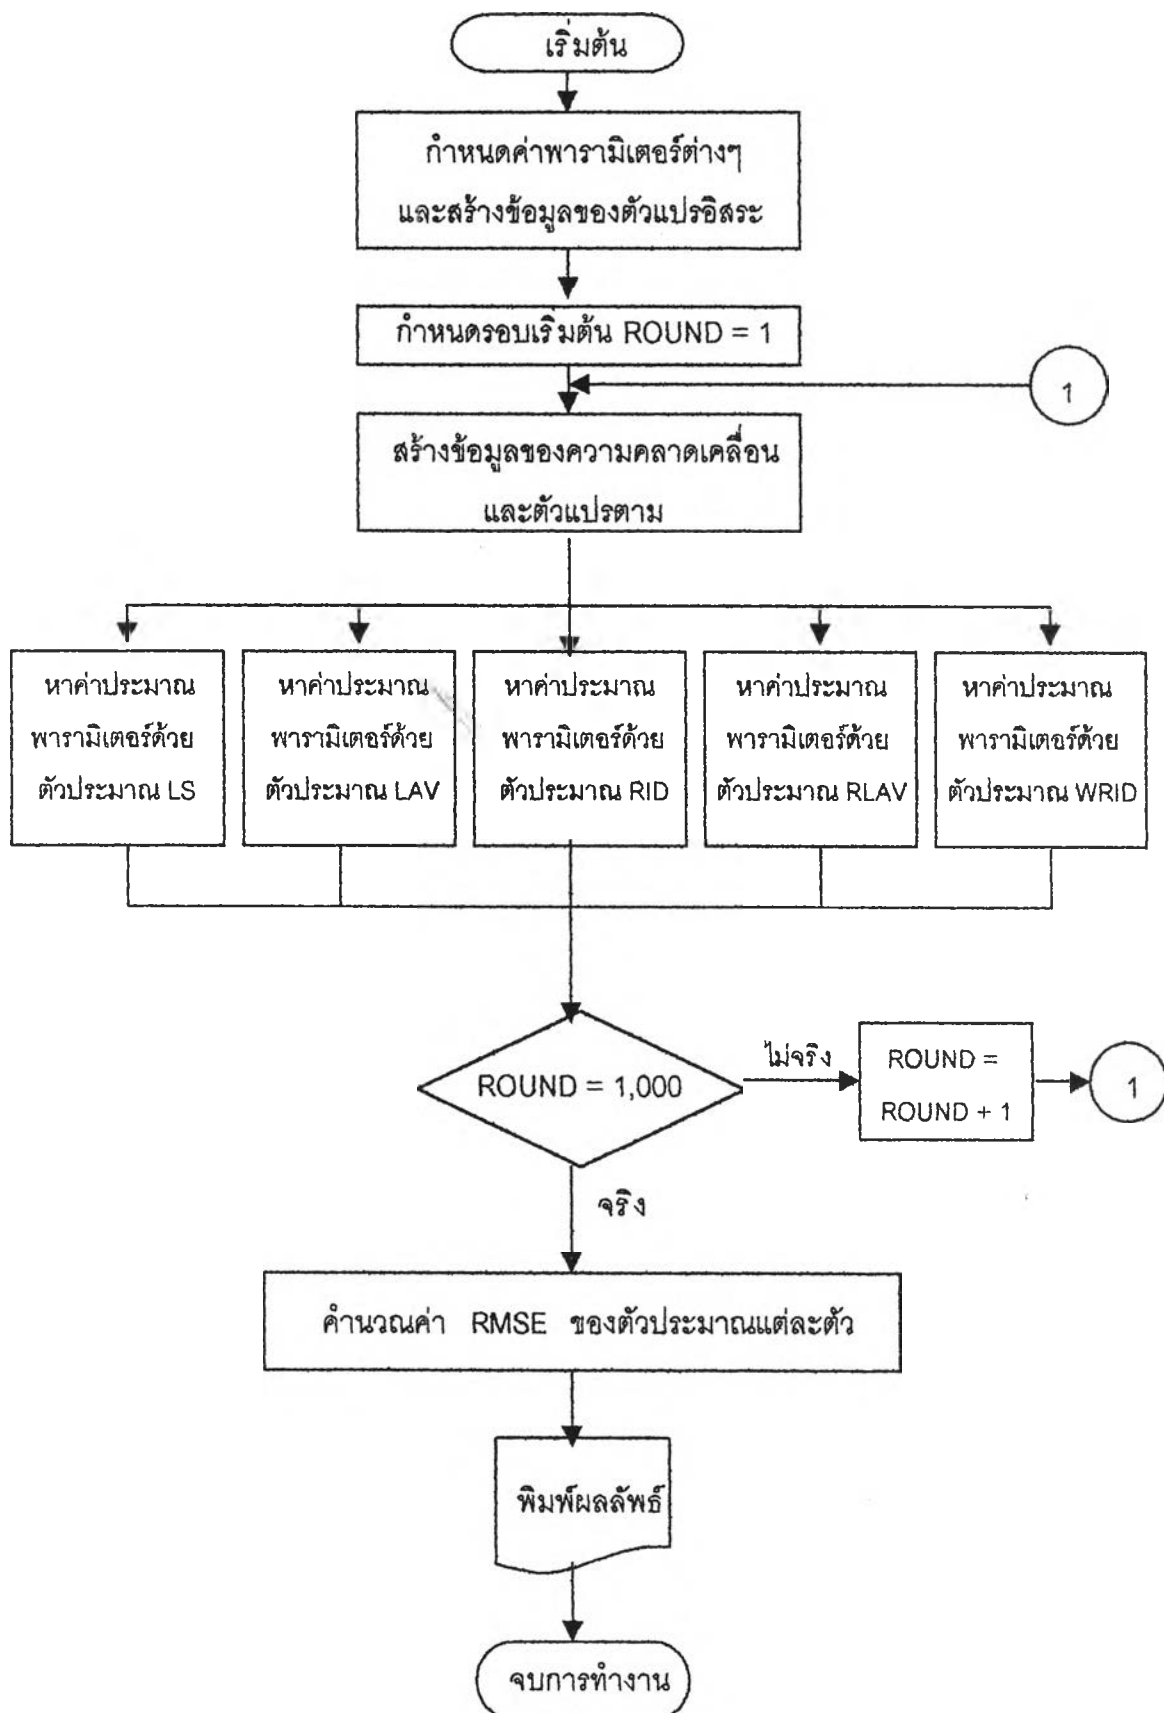 เริ่มต้น
กำหนดค่าพารามิเตอร์ต่างๆ
และสร้างข้อมูลของตัวแปรอิสระ
กำหนดรอบเริ่มต้น ROUND = 1
1
สร้างข้อมูลของความคลาดเคลื่อน
และตัวแปรตาม
หาค่าประมาณ
พารามิเตอร์ด้วย
ตัวประมาณ LS
หาค่าประมาณ
พารามิเตอร์ด้วย
ตัวประมาณ LAV
หาค่าประมาณ
พารามิเตอร์ด้วย
ตัวประมาณ RID
หาค่าประมาณ
พารามิเตอร์ด้วย
ตัวประมาณ RLAV
หาค่าประมาณ
พารามิเตอร์ด้วย
ตัวประมาณ WRID
ROUND = 1,000
ไม่จริง
ROUND =
ROUND + 1
1
จริง
คำนวณค่า RMSE ของตัวประมาณแต่ละตัว
พิมพ์ผลลัพธ์
จบการทำงาน